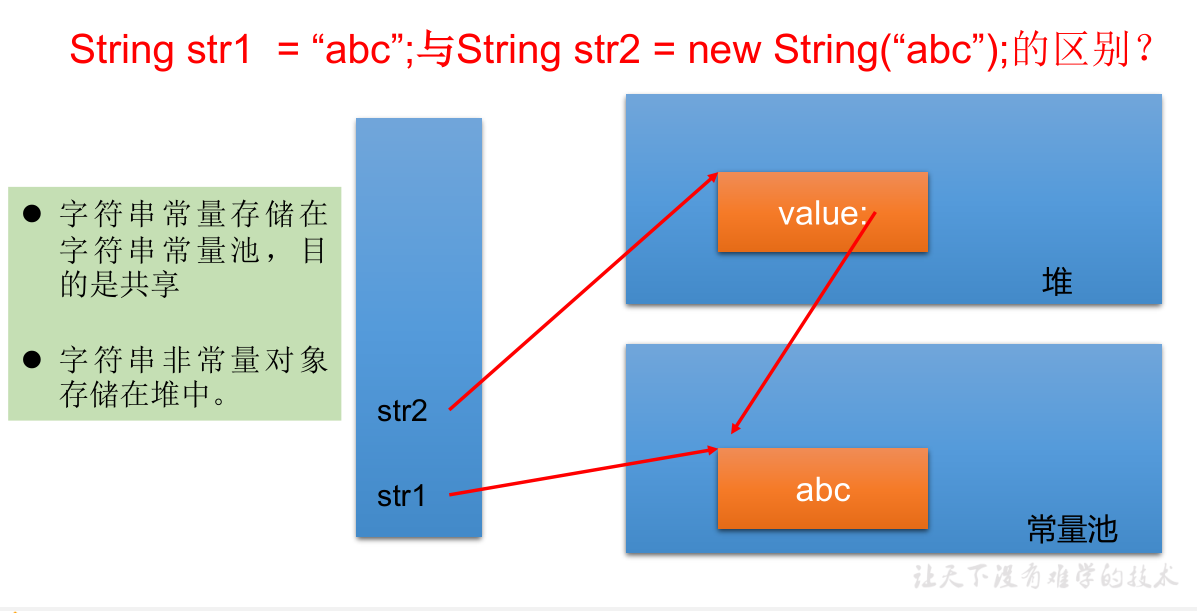 String str1 = “abc”;与String str2 = new String(“abc”);的区别？
● 字符串常量存储在
字符串常量池，目
的是共享
● 字符串非常量对象
存储在堆中。
str2
str1
value:
堆
abc
常量池
让天下没有难学的技术